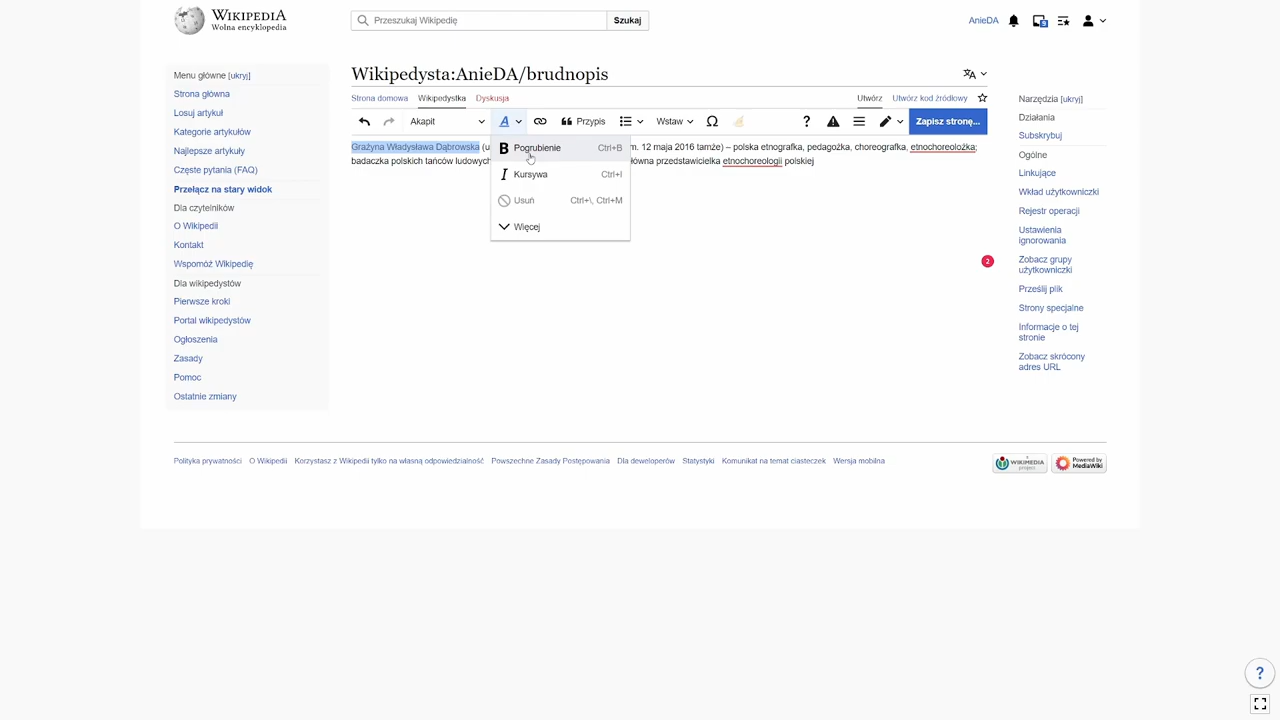 WIKIPEDIA
Wolna encyklopedia
Przeszukaj Wikipedię
Szukaj
AnieDA
Menu główne [ukryj]
Strona główna
Losuj artykuł
Kategorie artykułów
Najlepsze artykuły
Częste pytania (FAQ)
Przełącz na stary widok
Dla czytelników
O Wikipedii
Kontakt
Wspomóż Wikipedię
Dla wikipedystów
Pierwsze kroki
Portal wikipedystów
Ogłoszenia
Zasady
Pomoc
Ostatnie zmiany
Wikipedysta:AnieDA/brudnopis
Strona domowa Wikipedystka Dyskusja Utwórz Utwórz kod źródłowy
Akapit A Przypis Wstaw Ω ? Zapisz stronę...
Grażyna Władysława Dąbrowska (u m. 12 maja 2016 tamże) – polska etnografka, pedagożka, choreografka, etnochoreolożka;
badaczka polskich tańców ludowych łówna przedstawicielka etnochoreologii polskiej
B Pogrubienie Ctrl+B
I Kursywa Ctrl+I
Usuń Ctrl+\, Ctrl+M
Więcej
2
Narzędzia [ukryj]
Działania
Subskrybuj
Ogólne
Linkujące
Wkład użytkowniczki
Rejestr operacji
Ustawienia
ignorowania
Zobacz grupy
użytkowniczki
Prześlij plik
Strony specjalne
Informacje o tej
stronie
Zobacz skrócony
adres URL
Polityka prywatności O Wikipedii Korzystasz z Wikipedii tylko na własną odpowiedzialność Powszechne Zasady Postępowania Dla deweloperów Statystyki Komunikat na temat ciasteczek Wersja mobilna
WIKIMEDIA
project
Powered by
MediaWiki
?